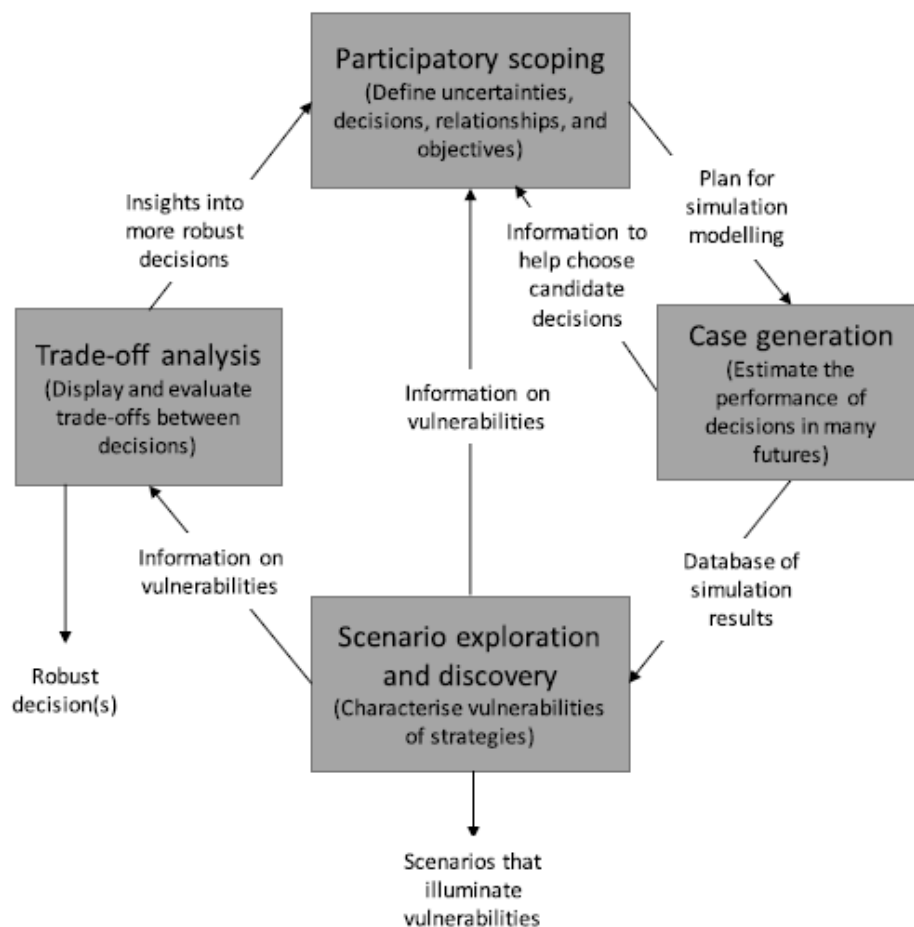 Participatory scoping
(Define uncertainties,
decisions, relationships, and
objectives)
Insights into
more robust
decisions
Plan for
simulation
modelling
Information to
help choose
candidate
decisions
Trade-off analysis
(Display and evaluate
trade-offs between
decisions)
Information on
vulnerabilities
Case generation
(Estimate the
performance of
decisions in many
futures)
Information on
vulnerabilities
Database of
simulation
results
Robust
decision(s)
Scenario exploration
and discovery
(Characterise vulnerabilities
of strategies)
Scenarios that
illuminate
vulnerabilities